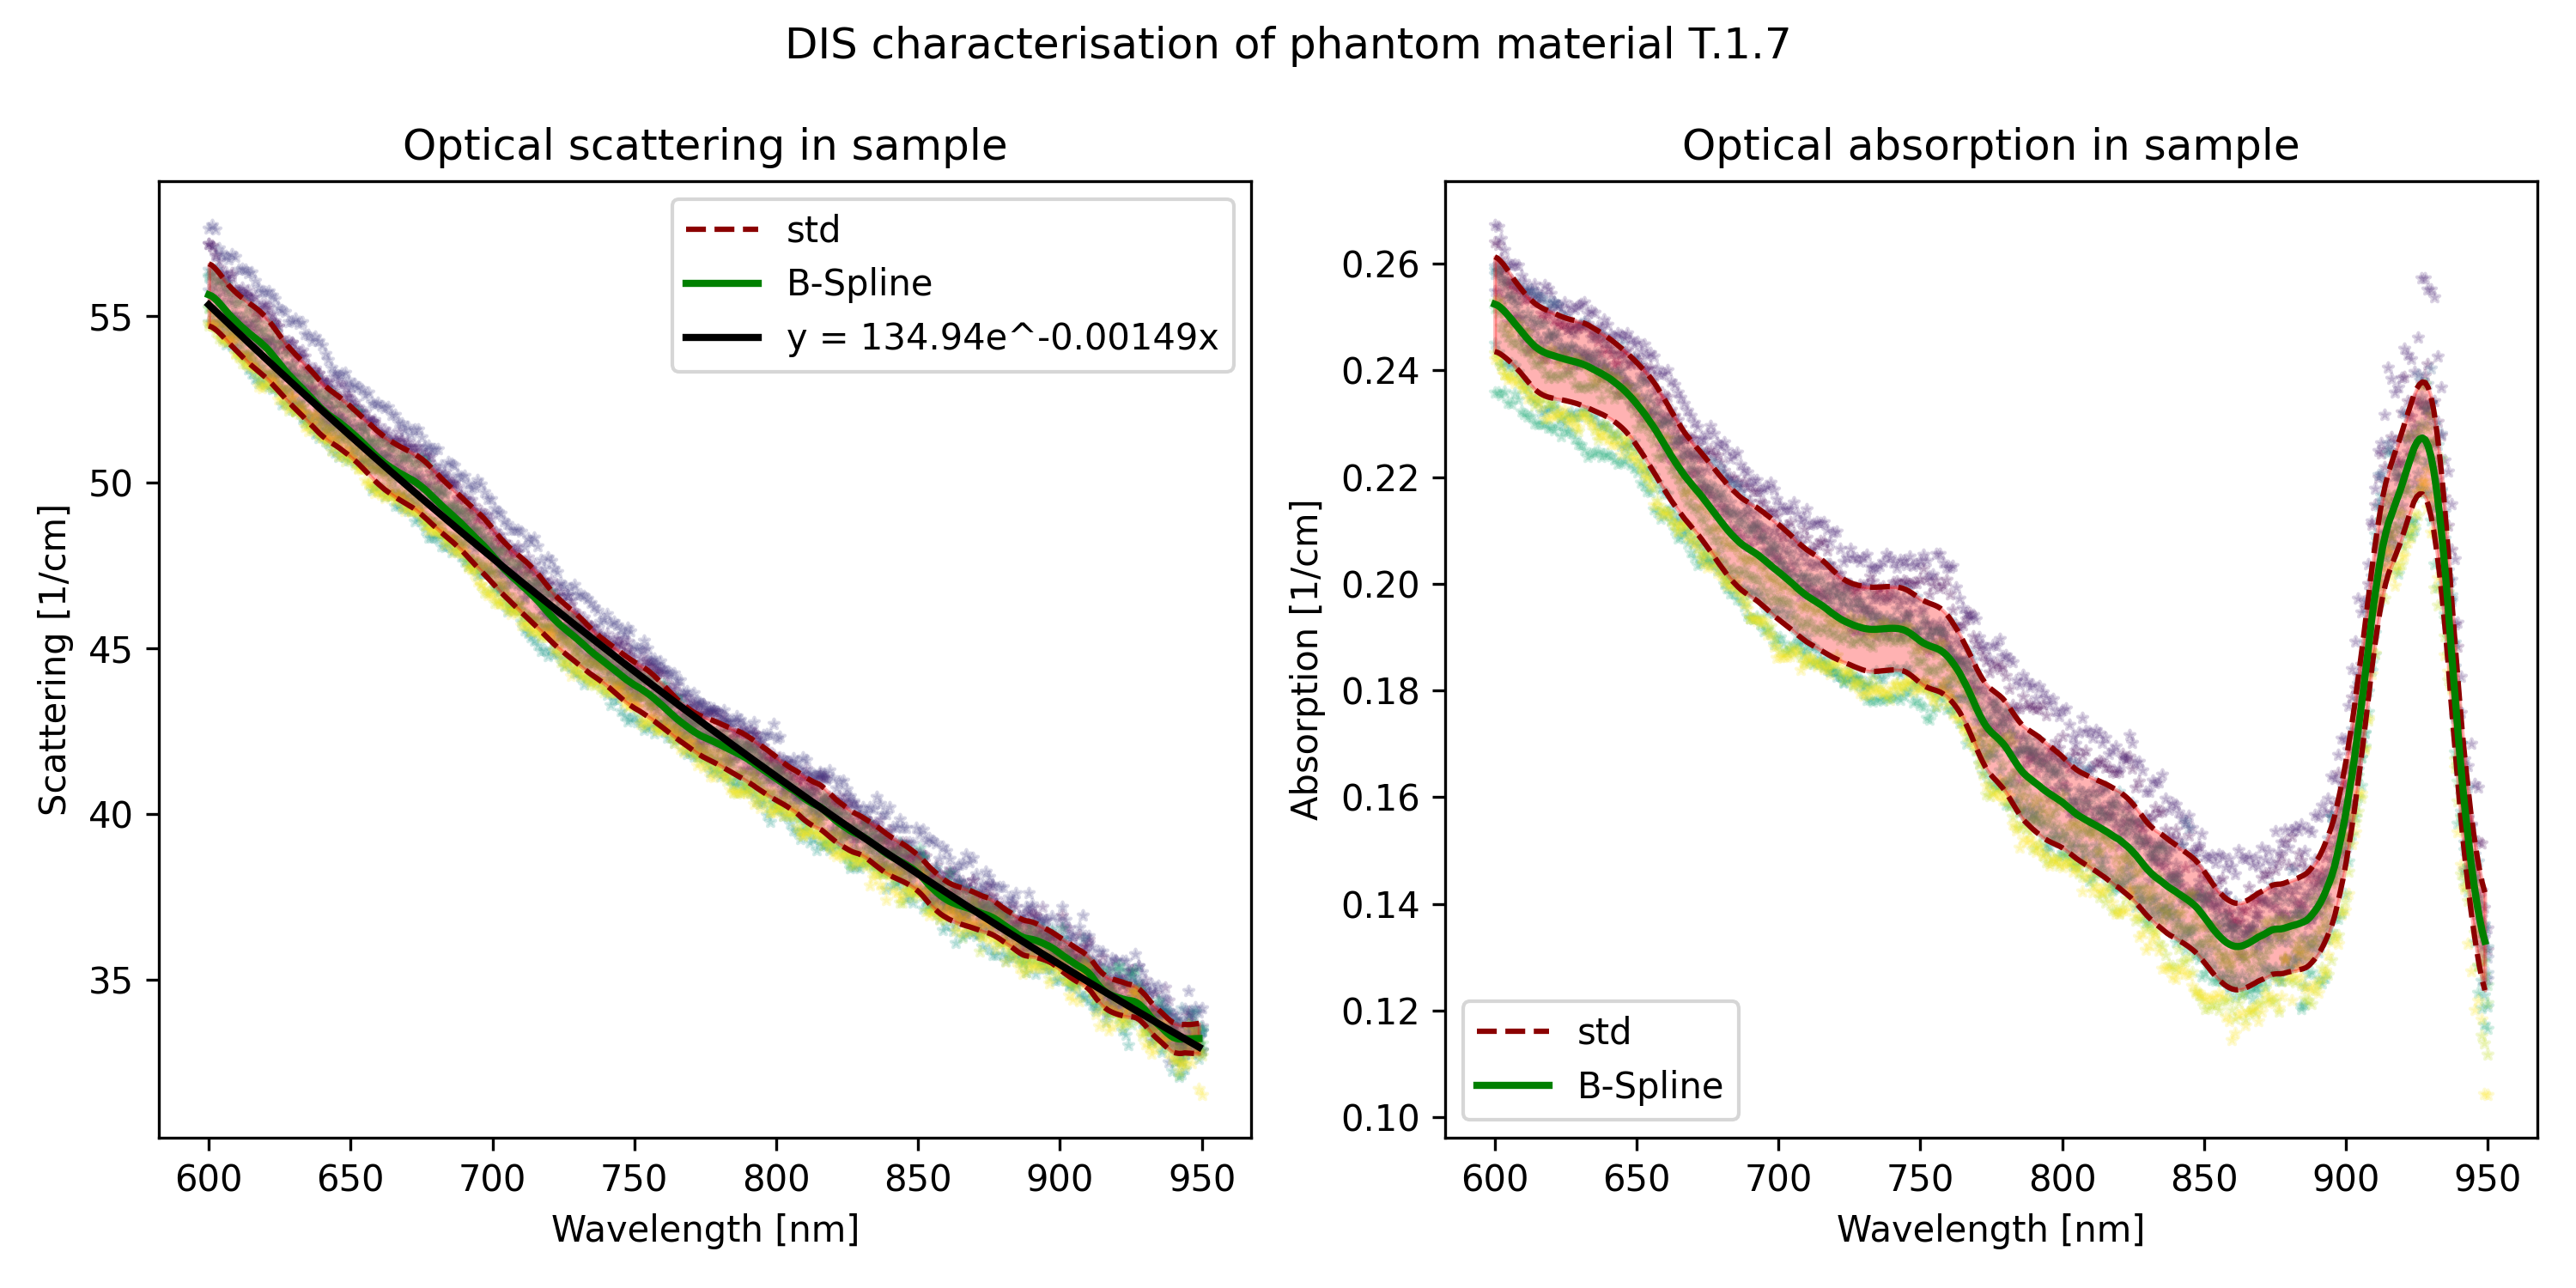 DIS characterisation of phantom material T.1.7
Optical scattering in sample
std
B-Spline
y = 134.94e^-0.00149x
Scattering [1/cm]
55
50
45
40
35
600 650 700 750 800 850 900 950
Wavelength [nm]
Optical absorption in sample
Absorption [1/cm]
0.26
0.24
0.22
0.20
0.18
0.16
0.14
0.12
0.10
std
B-Spline
600 650 700 750 800 850 900 950
Wavelength [nm]